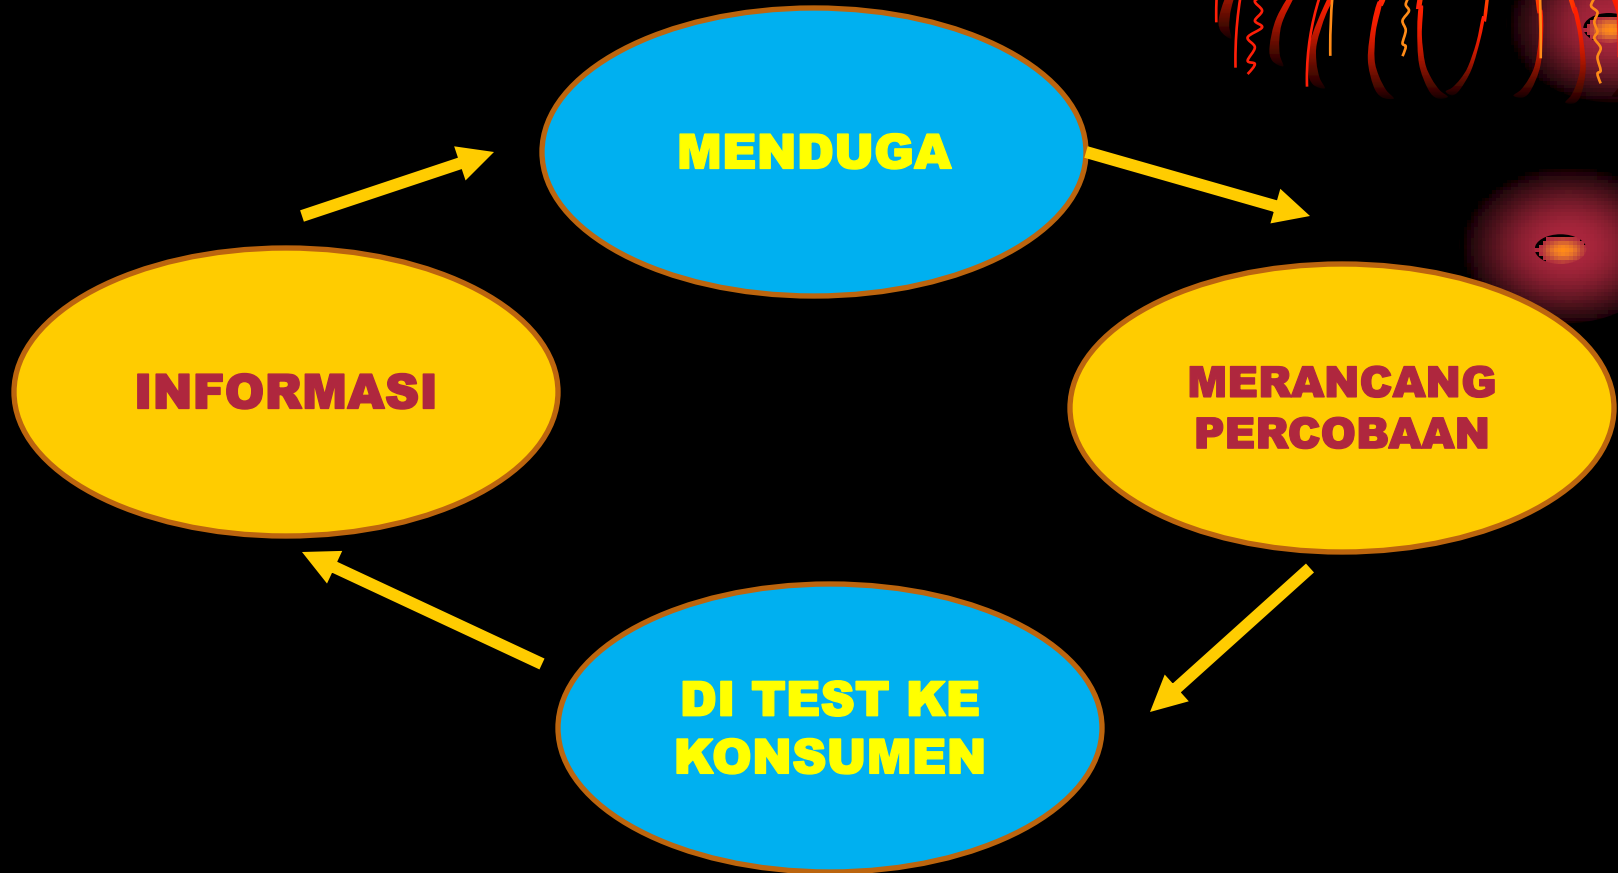 MENDUGA
INFORMASI
MERANCANG
PERCOBAAN
DI TEST KE
KONSUMEN